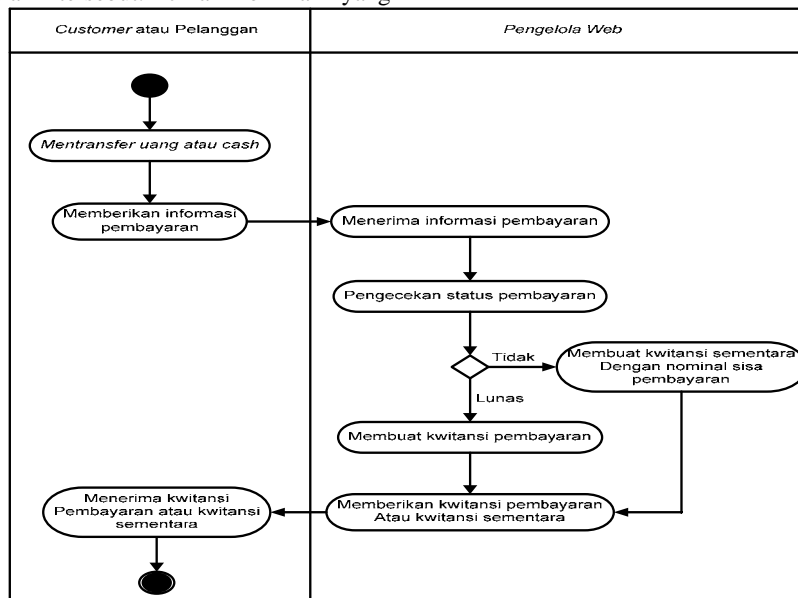 Customer atau Pelanggan
Pengelola Web
Mentransfer uang atau cash
Memberikan informasi
pembayaran
Menerima informasi pembayaran
Pengecekan status pembayaran
Tidak
Membuat kwitansi sementara
Dengan nominal sisa
pembayaran
Lunas
Membuat kwitansi pembayaran
Memberikan kwitansi pembayaran
Atau kwitansi sementara
Menerima kwitansi
Pembayaran atau kwitansi
sementara